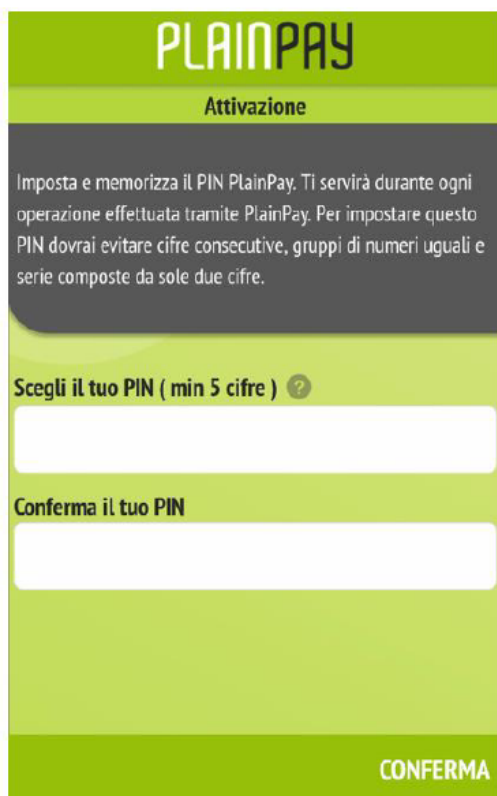 PLAINPAY
Attivazione
Imposta e memorizza il PIN PlainPay. Ti servirà durante ogni
operazione effettuata tramite PlainPay. Per impostare questo
PIN dovrai evitare cifre consecutive, gruppi di numeri uguali e
serie composte da sole due cifre.
Scegli il tuo PIN ( min 5 cifre ) ?
Conferma il tuo PIN
CONFERMA